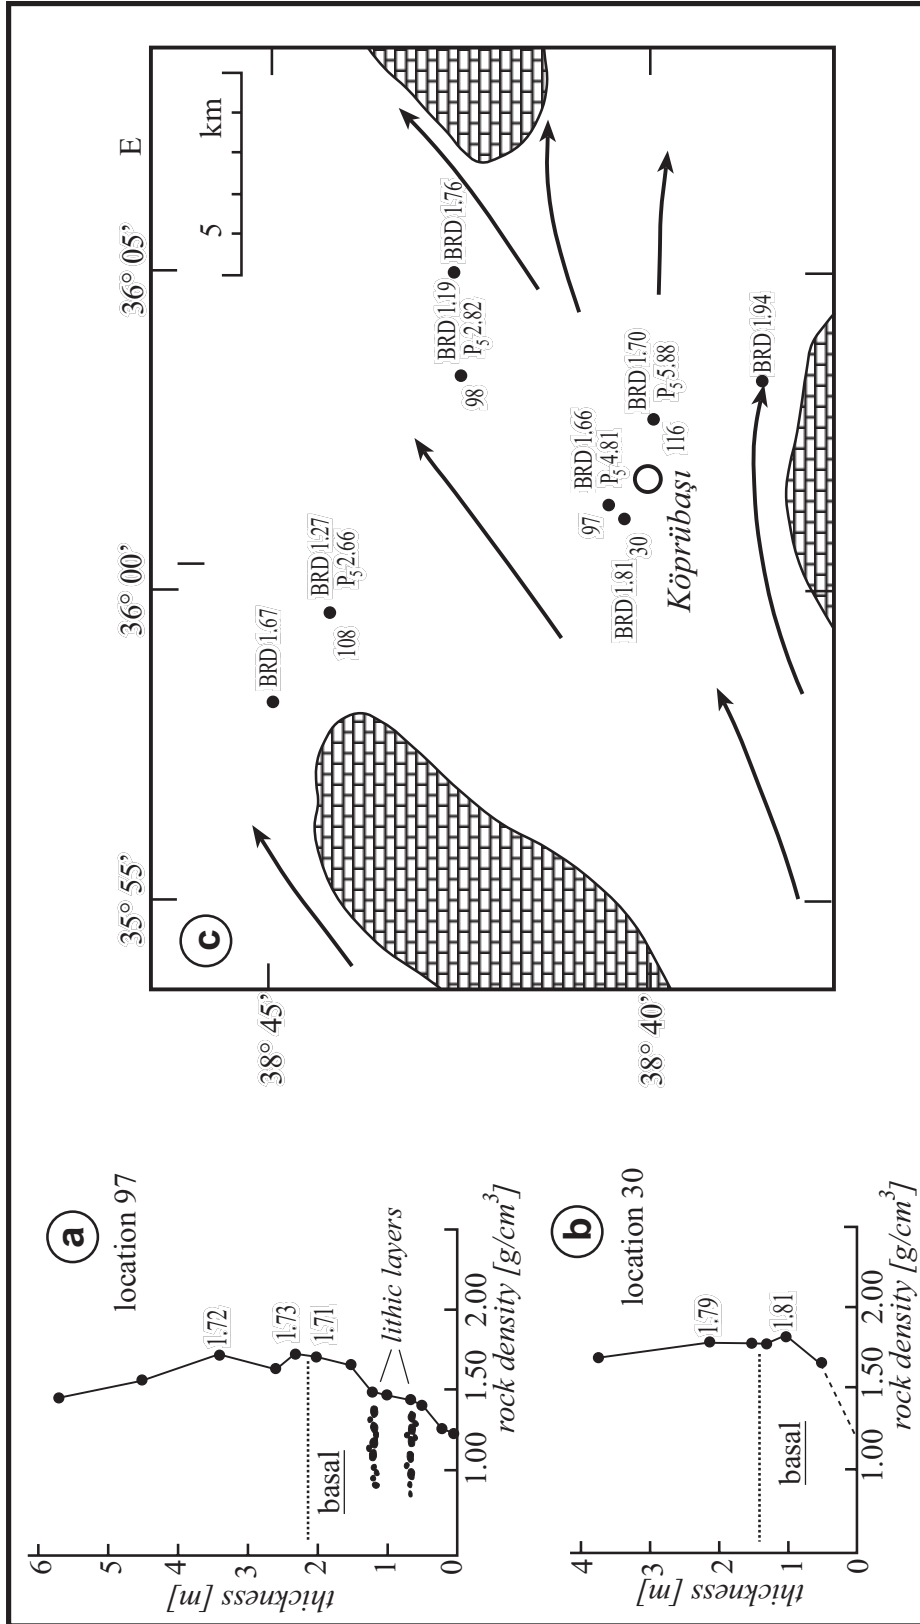 a
location 97
thickness [m]
6
5
4
3
2
1
0
1.72
1.73
1.71
basal
lithic layers
1.00
1.50
2.00
rock density [g/cm³]
b
location 30
thickness [m]
4
3
2
1
0
1.79
1.81
basal
1.00
1.50
2.00
rock density [g/cm³]
c
35° 55’
36° 00’
36° 05’
E
38° 45’
38° 40’
5 km
BRD 1.67
BRD 1.27
P₅ 2.66
108
BRD 1.19
P₅ 2.82
98
BRD 1.76
BRD 1.66
P₅ 4.81
97
BRD 1.81
30
BRD 1.70
P₅ 5.88
116
Köprübaşı
BRD 1.94